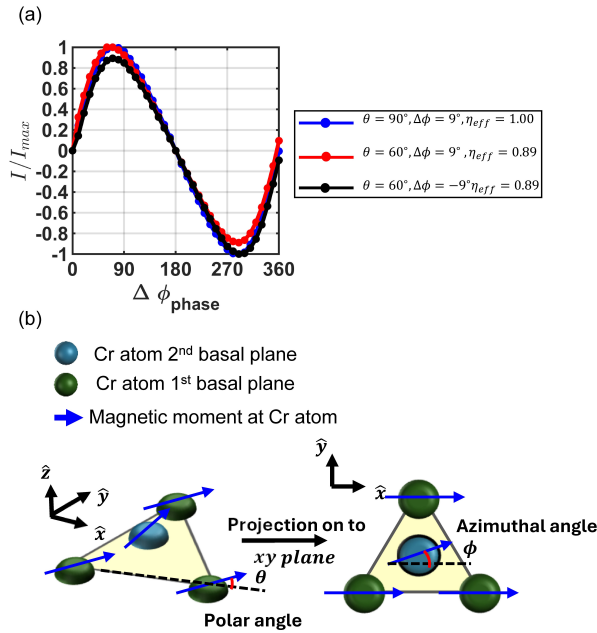 (a)
1
0.8
0.6
0.4
0.2
0
-0.2
-0.4
-0.6
-0.8
-1
I/I_max
0 90 180 270 360
Δ ϕ_phase
θ = 90°, Δϕ = 9°, η_eff = 1.00
θ = 60°, Δϕ = 9°, η_eff = 0.89
θ = 60°, Δϕ = −9° η_eff = 0.89
(b)
Cr atom 2nd basal plane
Cr atom 1st basal plane
Magnetic moment at Cr atom
ẑ
ŷ
x̂
θ
Polar angle
Projection on to
xy plane
ŷ
x̂
Azimuthal angle
ϕ